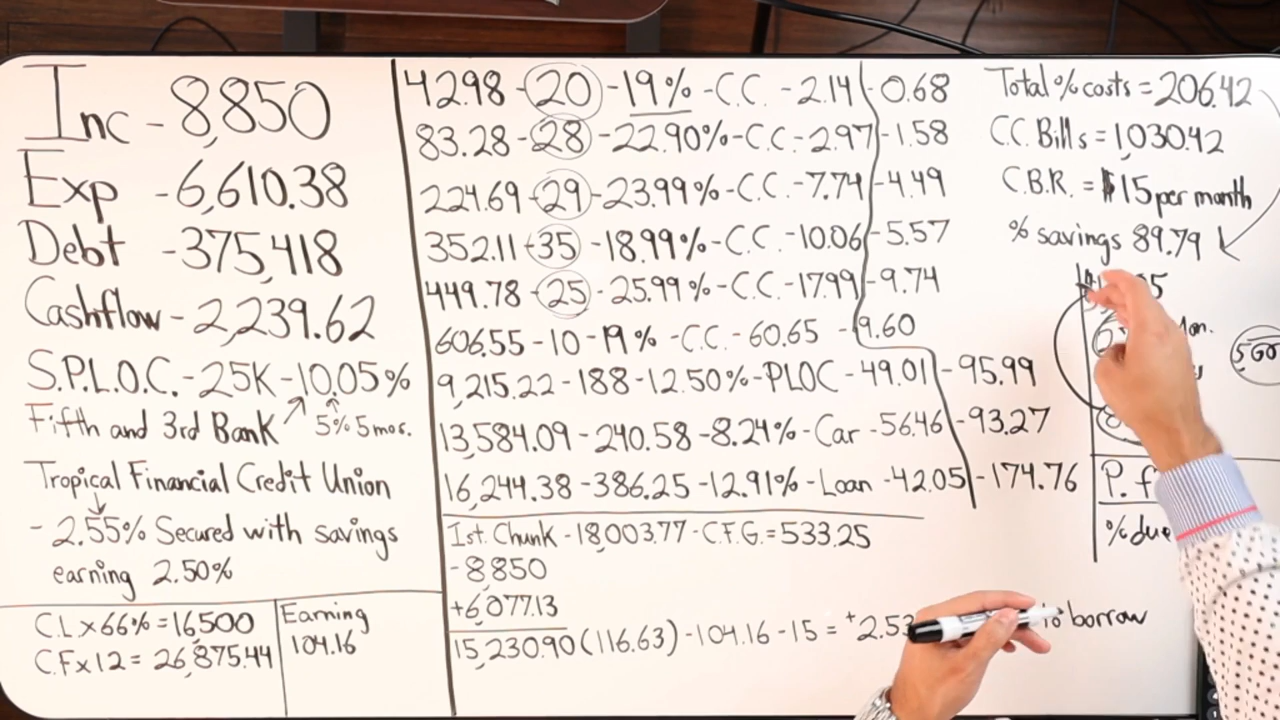 Inc - 8,850
Exp - 6,610.38
Debt - 375,418
Cashflow - 2,239.62
S.P.L.O.C. - 25K - 10.05%
Fifth and 3rd Bank 5% 5 mos.
Tropical Financial Credit Union
- 2.55% Secured with savings
earning 2.50%
C.L x 66% = 16,500
C.F x 12 = 26,875.44
Earning
104.16
42.98 - 20 - 19% - C.C. - 2.14 - 0.68
83.28 - 28 - 22.90% - C.C. - 2.97 - 1.58
224.69 - 29 - 23.99% - C.C. - 7.74 - 4.49
352.11 - 35 - 18.99% - C.C. - 10.06 - 5.57
449.78 - 25 - 25.99% - C.C. - 17.99 - 9.74
606.55 - 10 - 19% - C.C. - 60.65 - 9.60
9,215.22 - 188 - 12.50% - PLOC - 49.01 - 95.99
13,584.09 - 240.58 - 8.24% - Car - 56.46 - 93.27
16,244.38 - 386.25 - 12.91% - Loan - 42.05 - 174.76
1st. Chunk - 18,003.77 - C.F.G. = 533.25
- 8,850
+ 6,077.13
15,230.90 (116.63) - 104.16 - 15 = +2.53 to borrow
Total % costs = 206.42
C.C. Bills = 1,030.42
C.B.R. = $15 per month
% savings 89.79
500
P. f
% due